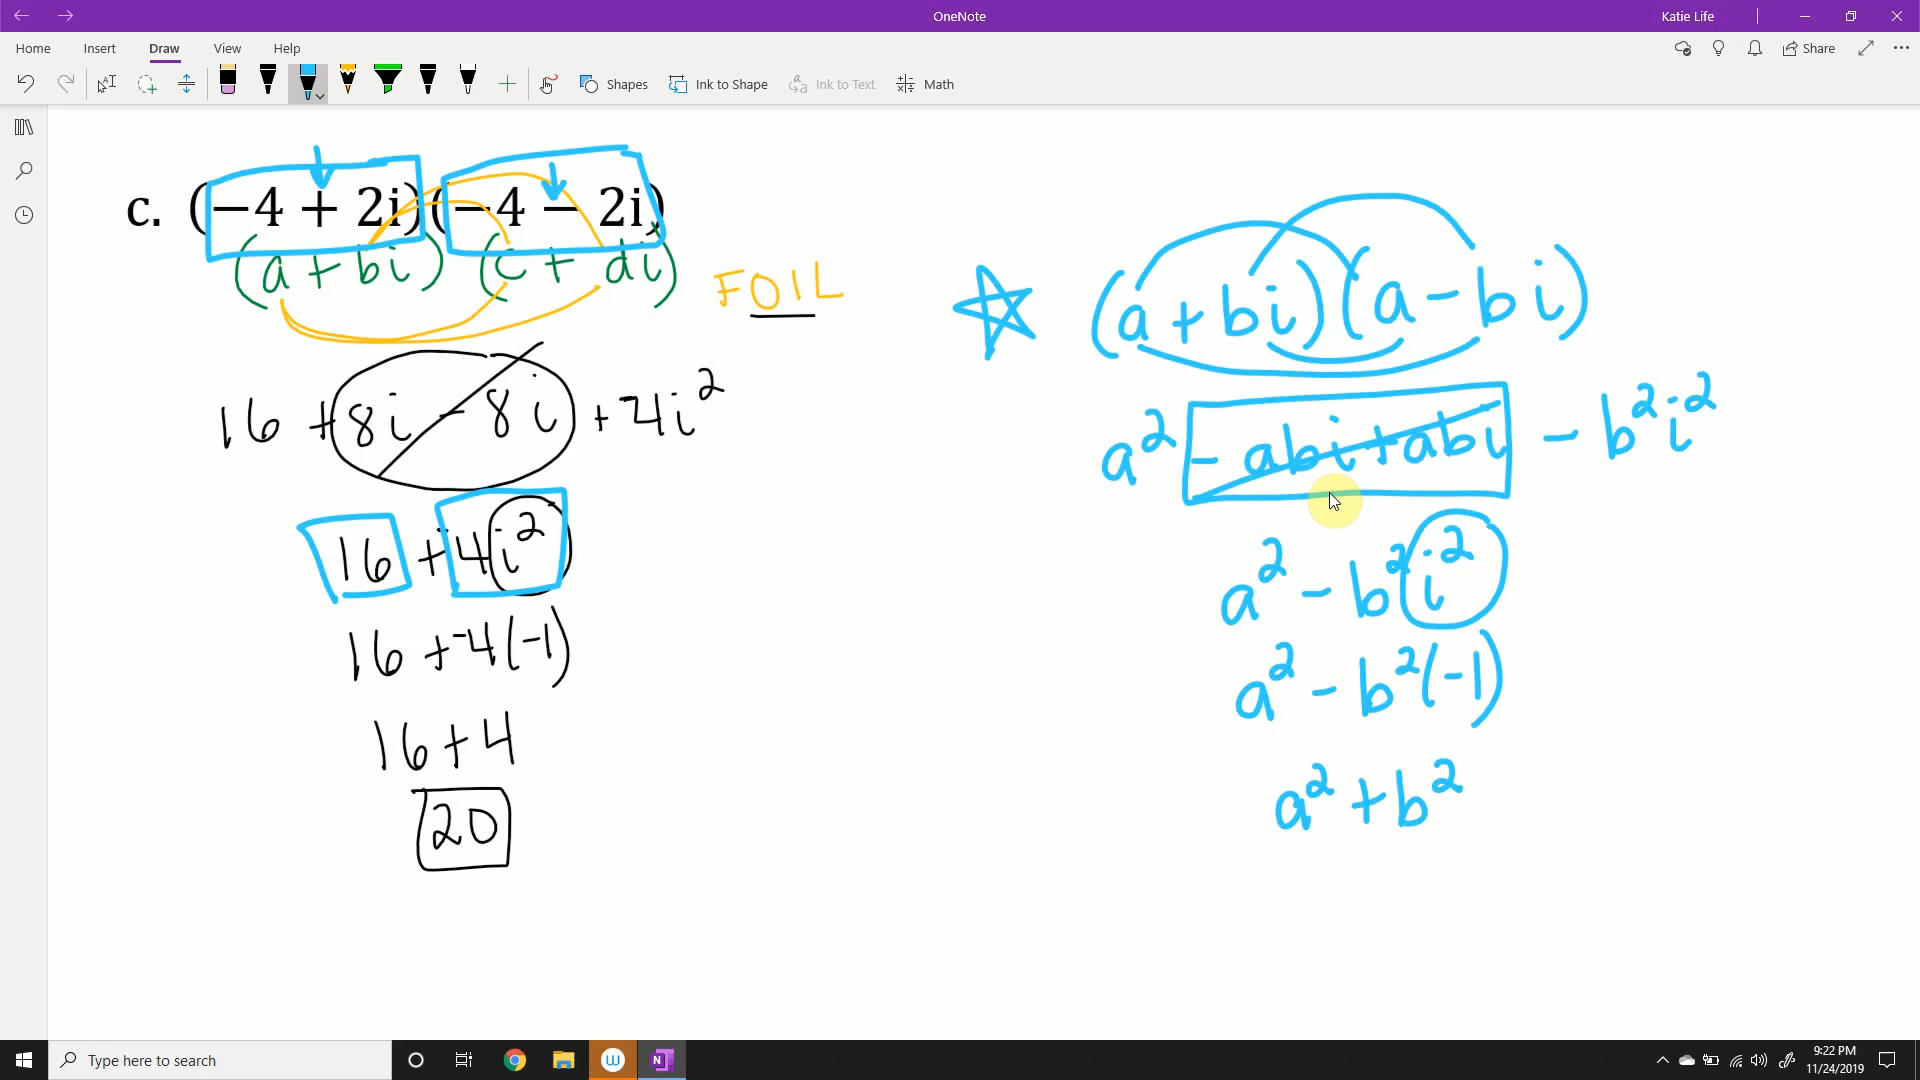 OneNote
Katie Life
Home Insert Draw View Help
Share
Shapes Ink to Shape Ink to Text Math
c. (−4 + 2i)(−4 − 2i)
(a + bi) (c + di)
FOIL
16 + 8i - 8i + -4i²
16 + -4i²
16 + -4(-1)
16 + 4
20
(a + bi)(a - bi)
a² - abi + abi - b²i²
a² - b²i²
a² - b²(-1)
a² + b²
Type here to search
9:22 PM
11/24/2019